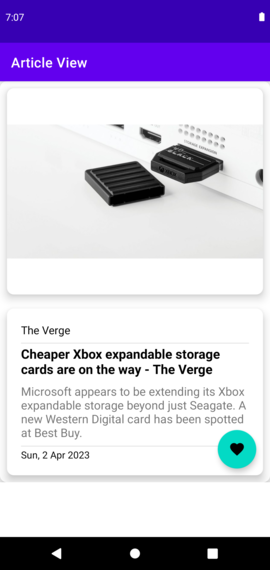 7:07
Article View
BLACK
The Verge
Cheaper Xbox expandable storage
cards are on the way - The Verge
Microsoft appears to be extending its Xbox
expandable storage beyond just Seagate. A
new Western Digital card has been spotted
at Best Buy.
Sun, 2 Apr 2023